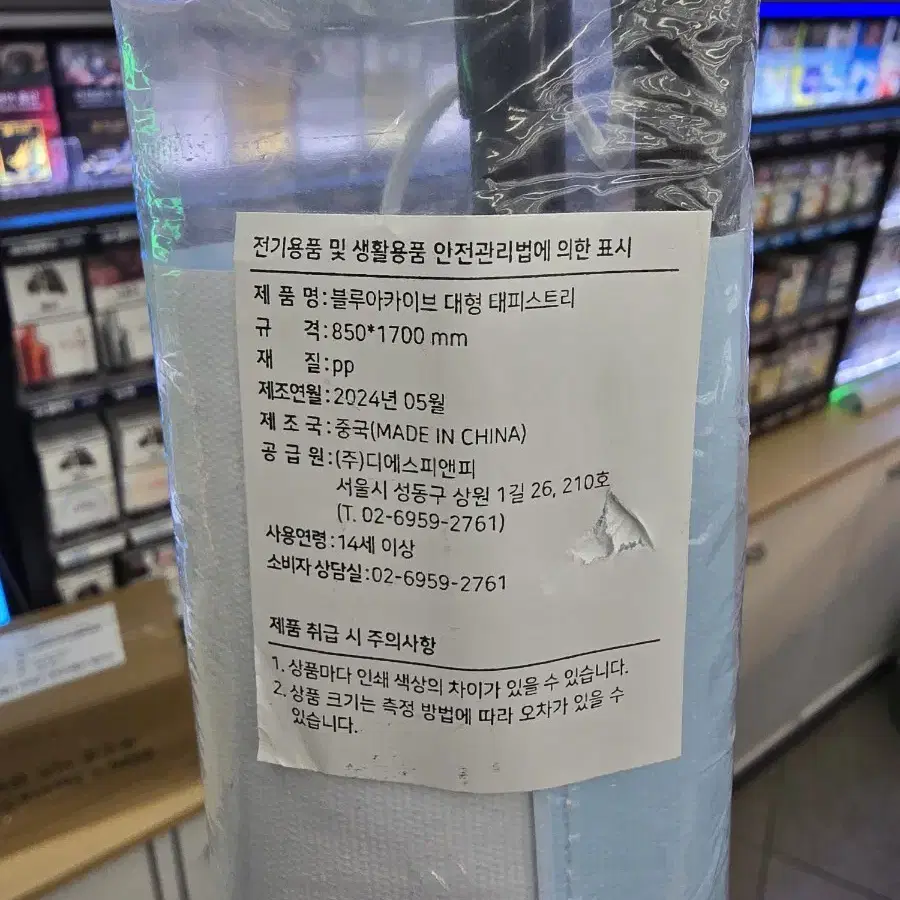 전기용품 및 생활용품 안전관리법에 의한 표시
제 품 명:블루아카이브 대형 태피스트리
규 격:850*1700 mm
재 질:pp
제조연월:2024년 05월
제 조 국:중국(MADE IN CHINA)
공 급 원:(주)디에스피앤피
서울시 성동구 상원 1길 26, 210호
(T. 02-6959-2761)
사용연령:14세 이상
소비자 상담실:02-6959-2761
제품 취급 시 주의사항
1. 상품마다 인쇄 색상의 차이가 있을 수 있습니다.
2. 상품 크기는 측정 방법에 따라 오차가 있을 수
있습니다.